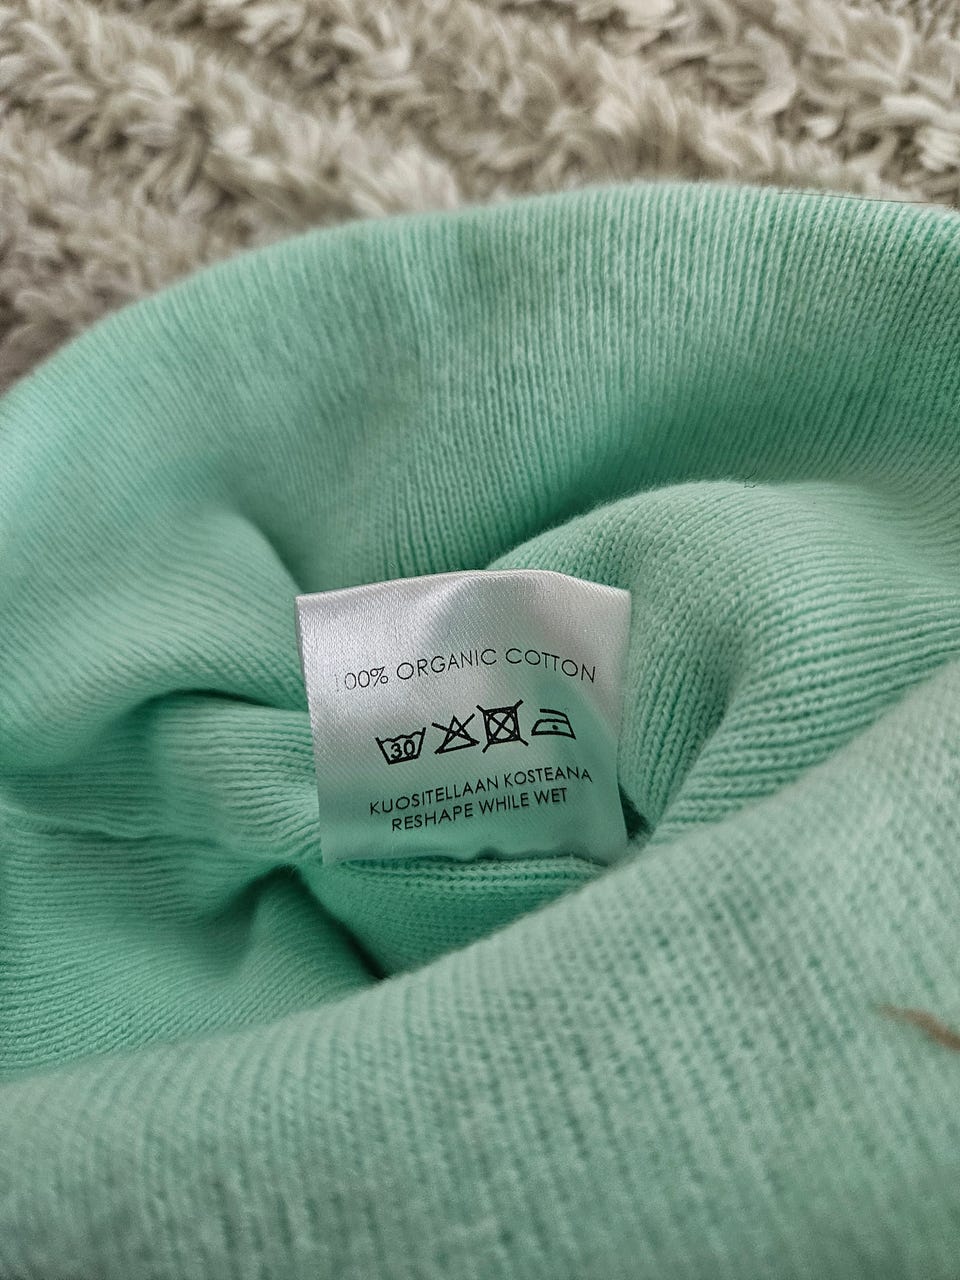 100% ORGANIC COTTON
30
KUOSITELLAAN KOSTEANA
RESHAPE WHILE WET